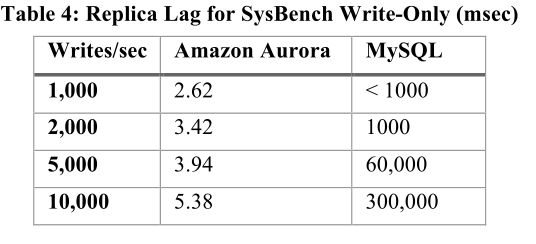 Table 4: Replica Lag for SysBench Write-Only (msec)
Writes/sec Amazon Aurora MySQL
1,000 2.62 < 1000
2,000 3.42 1000
5,000 3.94 60,000
10,000 5.38 300,000